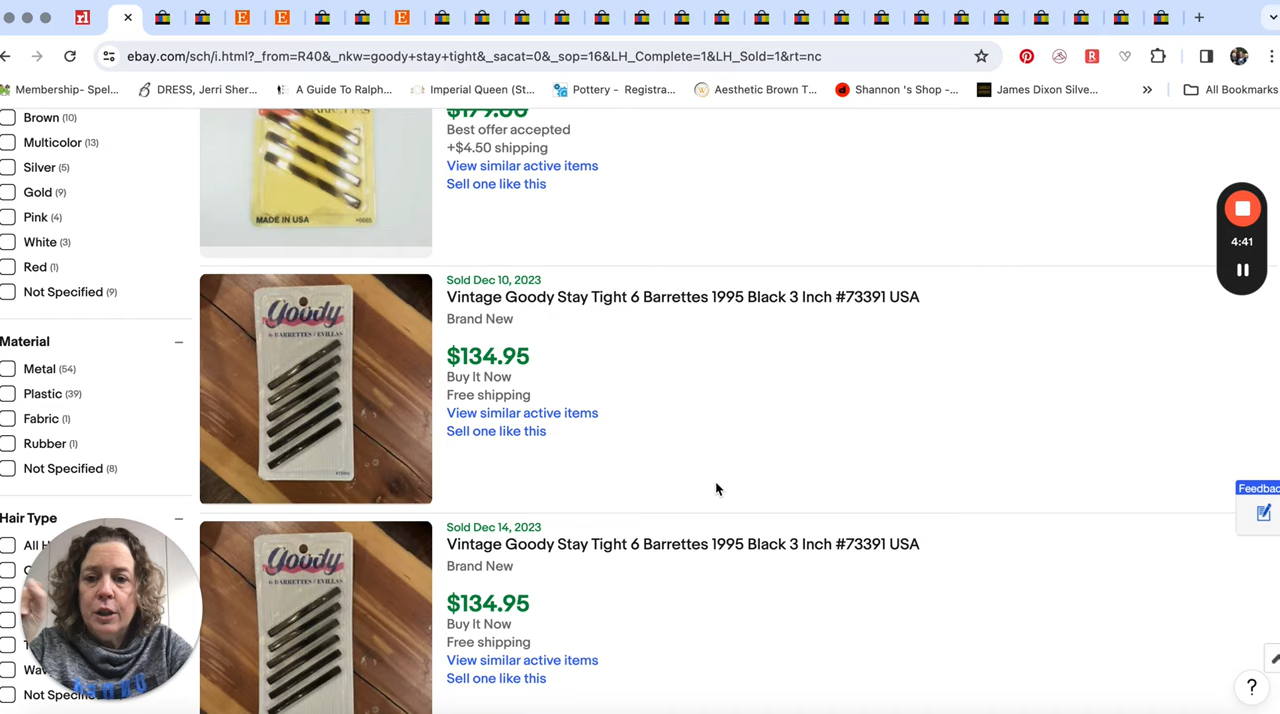 ebay.com/sch/i.html?_from=R40&_nkw=goody+stay+tight&_sacat=0&_sop=16&LH_Complete=1&LH_Sold=1&rt=nc
Membership- Spel...
DRESS, Jerri Sher...
A Guide To Ralph...
Imperial Queen (St...
Pottery - Registra...
Aesthetic Brown T...
Shannon 's Shop -...
James Dixon Silve...
All Bookmarks
Brown (10)
Multicolor (13)
Silver (5)
Gold (9)
Pink (4)
White (3)
Red (1)
Not Specified (9)
Material
Metal (54)
Plastic (39)
Fabric (1)
Rubber (1)
Not Specified (8)
Hair Type
All H
Wav
Not Specifie
MADE IN USA
$179.00
Best offer accepted
+$4.50 shipping
View similar active items
Sell one like this
goody
6 BARRETTES / EVILLAS
Sold Dec 10, 2023
Vintage Goody Stay Tight 6 Barrettes 1995 Black 3 Inch #73391 USA
Brand New
$134.95
Buy It Now
Free shipping
View similar active items
Sell one like this
goody
6 BARRETTES / EVILLAS
Sold Dec 14, 2023
Vintage Goody Stay Tight 6 Barrettes 1995 Black 3 Inch #73391 USA
Brand New
$134.95
Buy It Now
Free shipping
View similar active items
Sell one like this
4:41
Feedbac
?